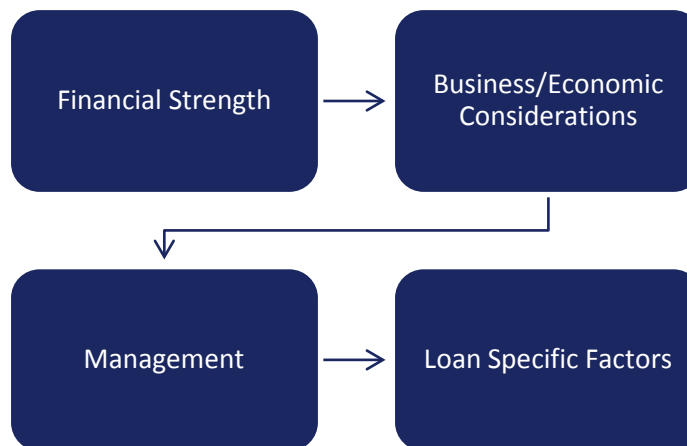 Financial Strength
Business/Economic
Considerations
Management
Loan Specific Factors